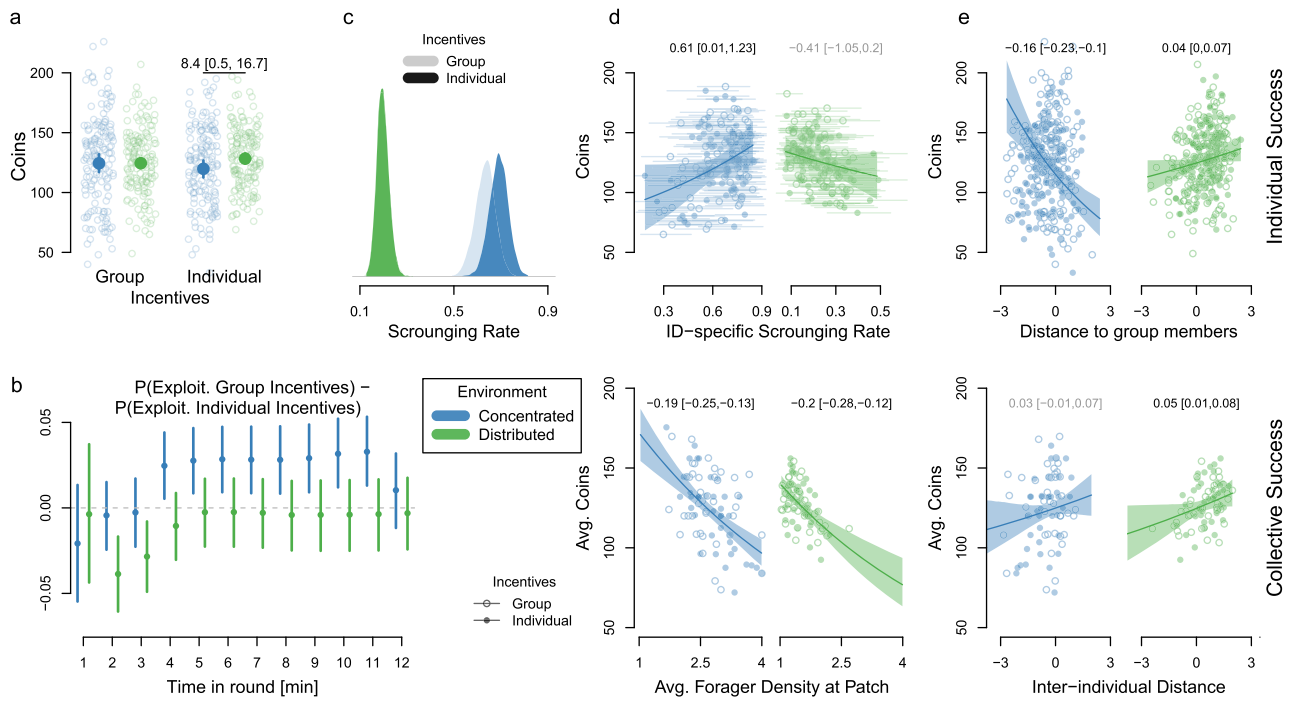 a
200
150
100
50
Coins
8.4 [0.5, 16.7]
Group
Individual
Incentives
c
Incentives
Group
Individual
0.1
0.5
0.9
Scrounging Rate
d
0.61 [0.01,1.23]
−0.41 [−1.05,0.2]
200
150
100
50
Coins
0.3
0.6
0.9
0.1
0.3
0.5
ID−specific Scrounging Rate
e
−0.16 [−0.23,−0.1]
0.04 [0,0.07]
200
150
100
50
Coins
−3
0
3
−3
0
3
Distance to group members
Individual Success
b
P(Exploit. Group Incentives) −
P(Exploit. Individual Incentives)
0.05
0.00
−0.05
1
2
3
4
5
6
7
8
9
10
11
12
Time in round [min]
Environment
Concentrated
Distributed
Incentives
Group
Individual
−0.19 [−0.25,−0.13]
−0.2 [−0.28,−0.12]
200
150
100
50
Avg. Coins
1
2.5
4
1
2.5
4
Avg. Forager Density at Patch
0.03 [−0.01,0.07]
0.05 [0.01,0.08]
200
150
100
50
Avg. Coins
−3
0
3
−3
0
3
Inter−individual Distance
Collective Success